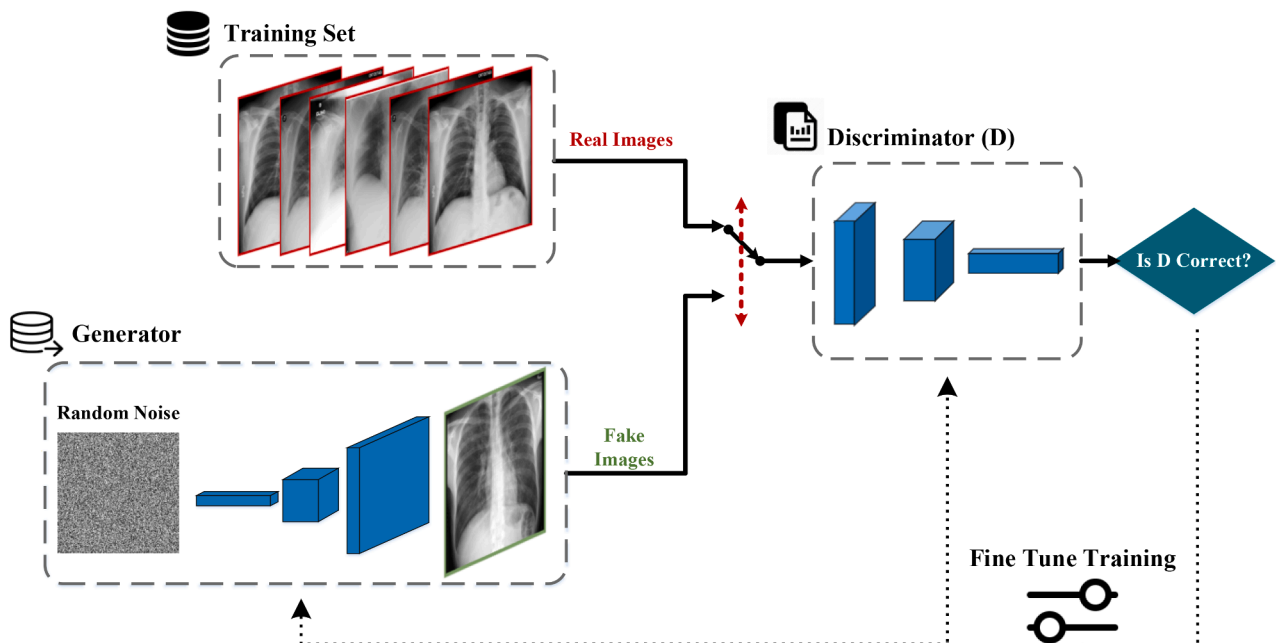 Training Set
Real Images
Discriminator (D)
Is D Correct?
Generator
Random Noise
Fake
Images
Fine Tune Training